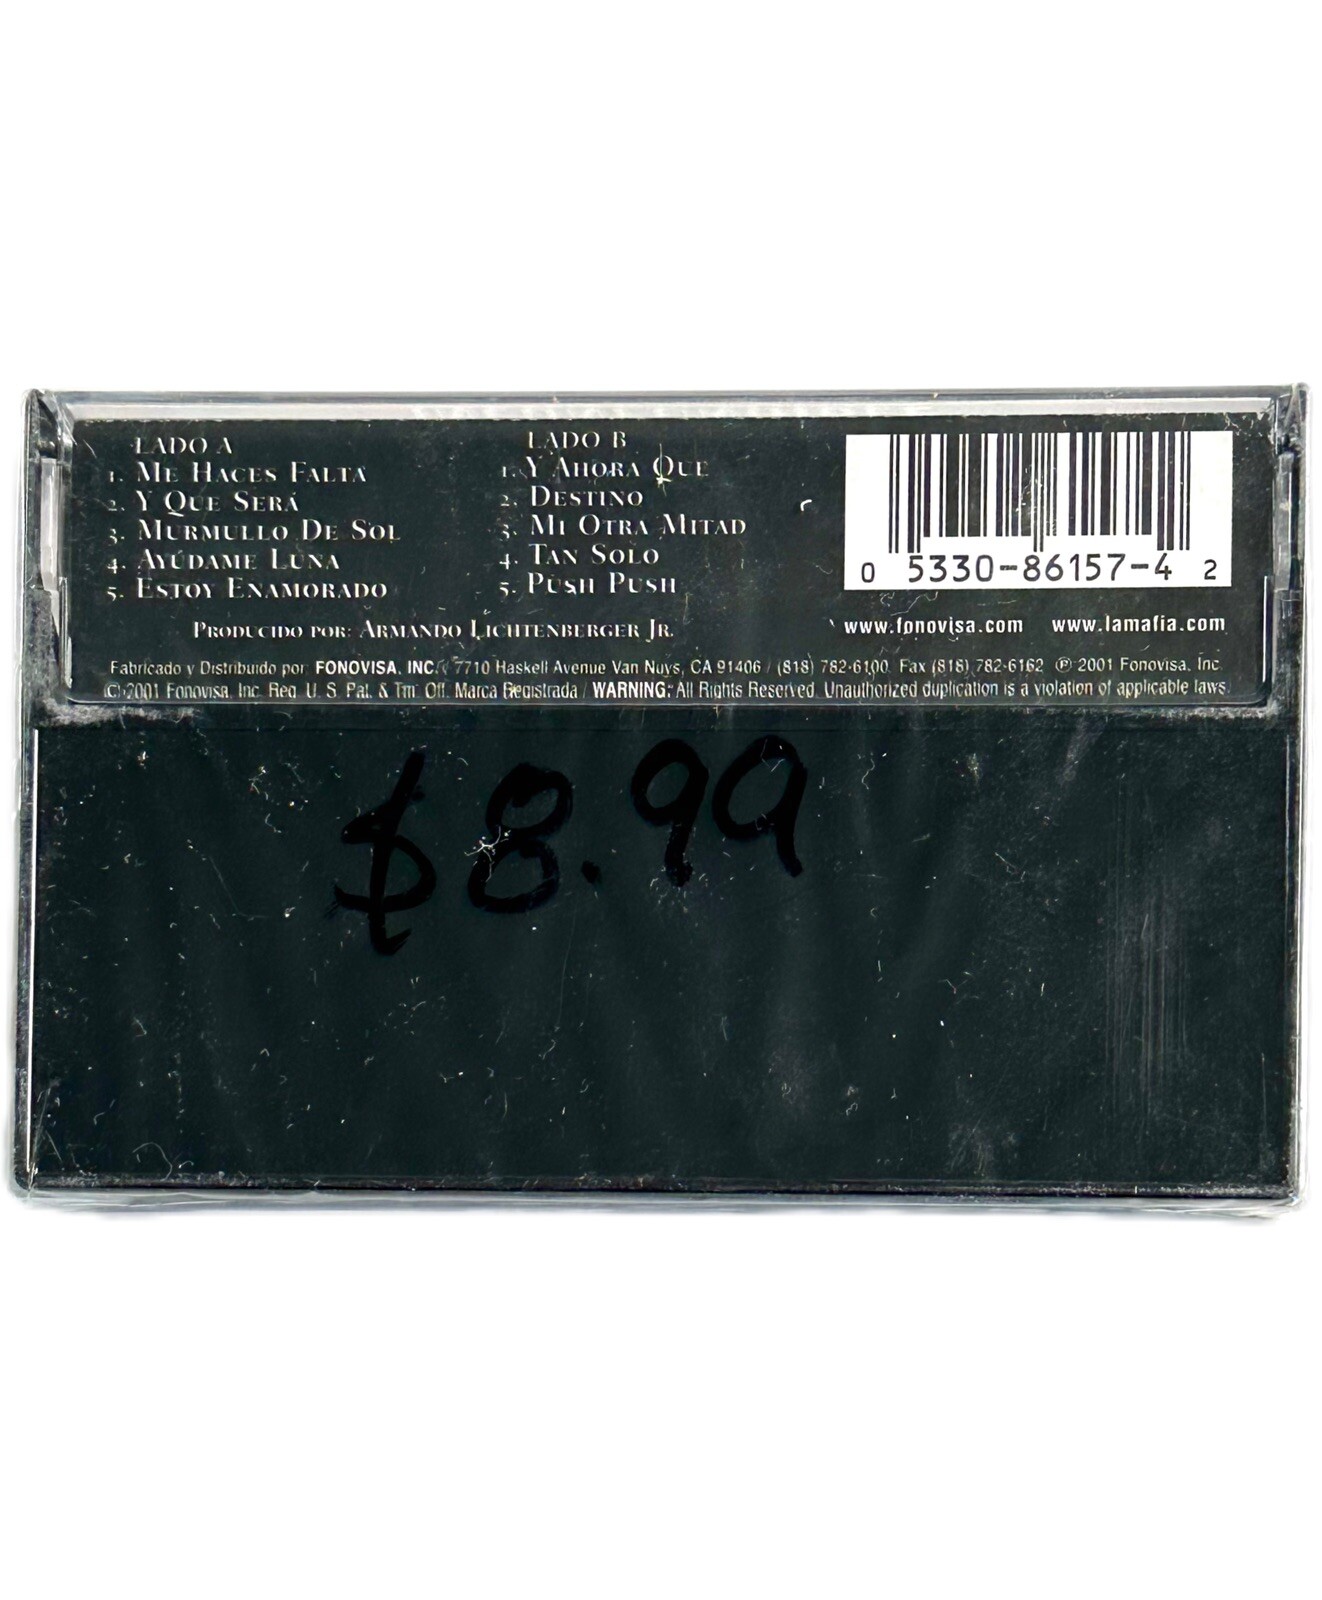 LADO A
1. ME HACES FALTA
2. Y QUE SERÁ
3. MURMULLO DE SOL
4. AYÚDAME LUNA
5. ESTOY ENAMORADO
LADO B
1. Y AHORA QUE
2. DESTINO
3. MI OTRA MITAD
4. TAN SOLO
5. PUSH PUSH
PRODUCIDO POR: ARMANDO LICHTENBERGER JR.
0 5330-86157-4 2
www.fonovisa.com www.lamafia.com
Fabricado y Distribuido por FONOVISA, INC. / 7710 Haskell Avenue Van Nuys, CA 91406 / (818) 782-6100 Fax (818) 782-6162 ℗ 2001 Fonovisa, Inc.
© 2001 Fonovisa, Inc. Reg. U.S. Pat. & Tm. Off. Marca Registrada / WARNING: All Rights Reserved. Unauthorized duplication is a violation of applicable laws.
$8.99